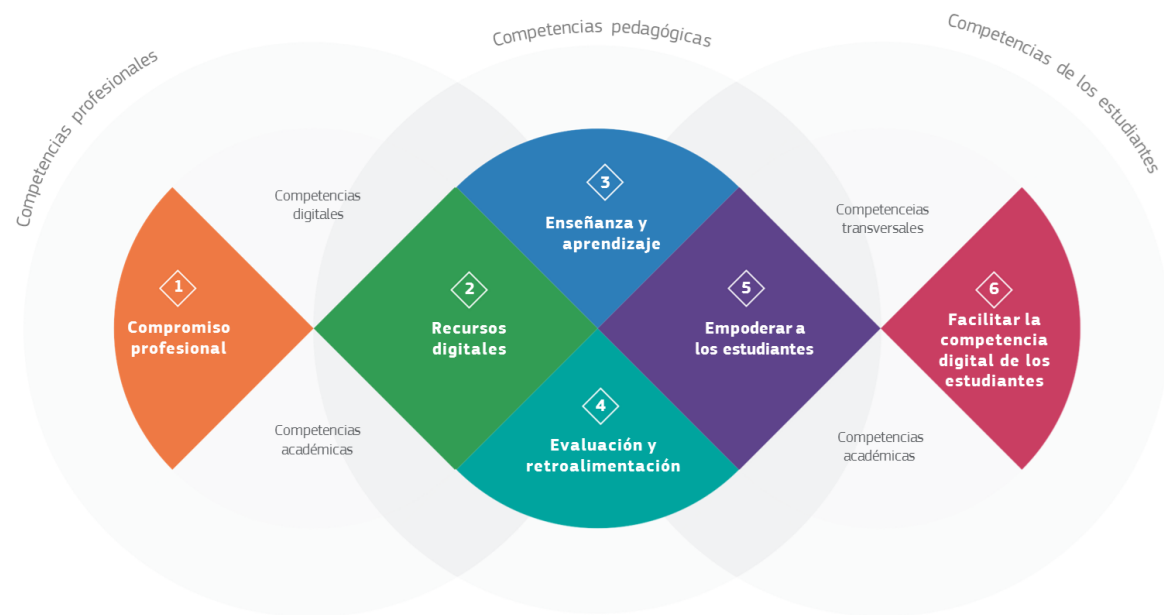 Competencias profesionales
Competencias pedagógicas
Competencias de los estudiantes
Competencias
digitales
Competenceias
transversales
1
Compromiso
profesional
2
Recursos
digitales
3
Enseñanza y
aprendizaje
5
Empoderar a
los estudiantes
6
Facilitar la
competencia
digital de los
estudiantes
4
Evaluación y
retroalimentación
Competencias
académicas
Competencias
académicas